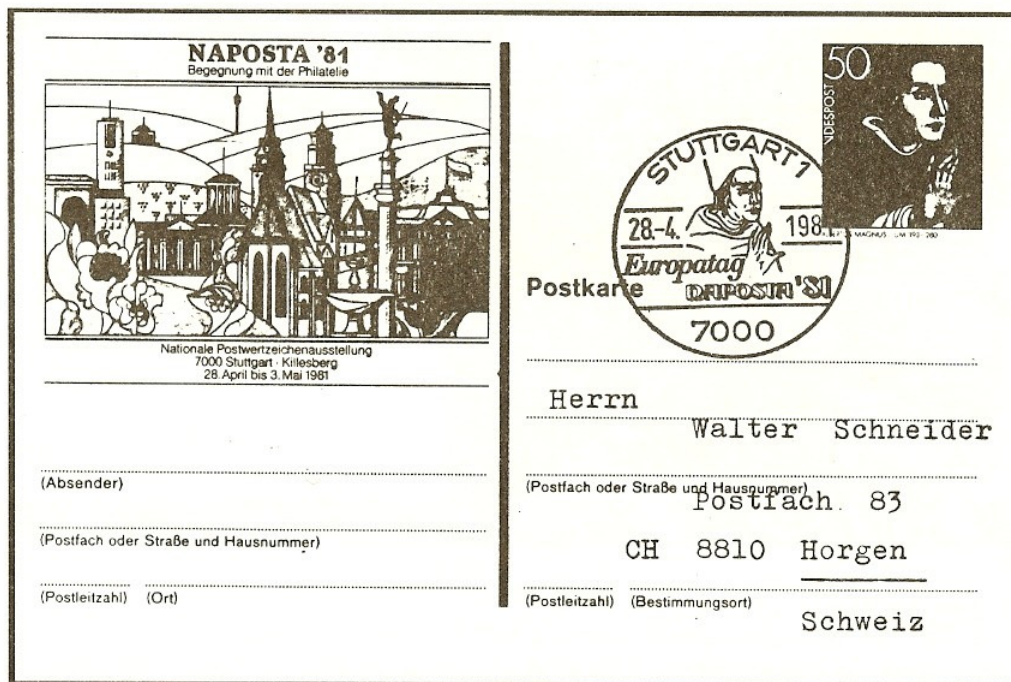 NAPOSTA '81
Begegnung mit der Philatelie
Nationale Postwertzeichenausstellung
7000 Stuttgart · Killesberg
28. April bis 3. Mai 1981
(Absender)
(Postfach oder Straße und Hausnummer)
(Postleitzahl) (Ort)
50
NDESPOST
MAGNUS
STUTTGART 1
28.-4. 198
Europatag
NAPOSTA '81
7000
Postkarte
Herrn
Walter Schneider
(Postfach oder Straße und Hausnummer)
Postfach 83
CH 8810 Horgen
(Postleitzahl) (Bestimmungsort)
Schweiz